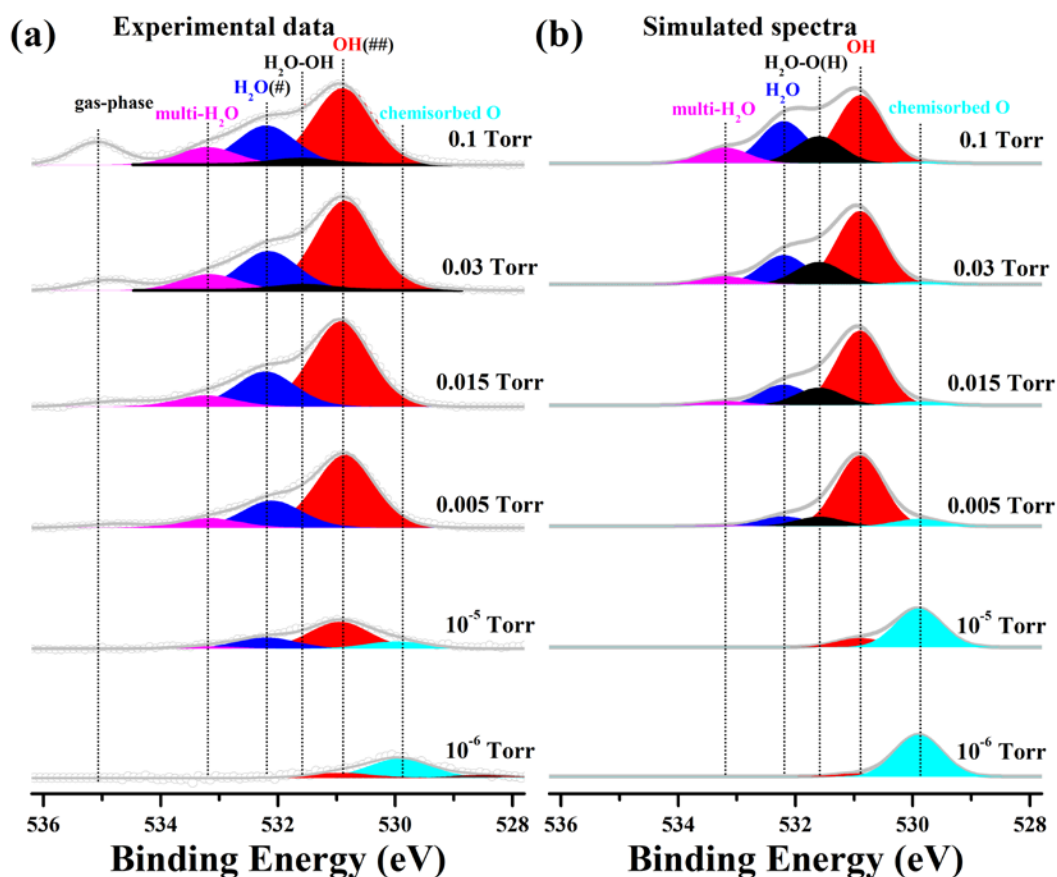 (a)
Experimental data
OH(##)
H₂O-OH
H₂O(#)
gas-phase
multi-H₂O
chemisorbed O
0.1 Torr
0.03 Torr
0.015 Torr
0.005 Torr
10⁻⁵ Torr
10⁻⁶ Torr
536 534 532 530 528
Binding Energy (eV)
(b)
Simulated spectra
OH
H₂O-O(H)
H₂O
multi-H₂O
chemisorbed O
0.1 Torr
0.03 Torr
0.015 Torr
0.005 Torr
10⁻⁵ Torr
10⁻⁶ Torr
536 534 532 530 528
Binding Energy (eV)